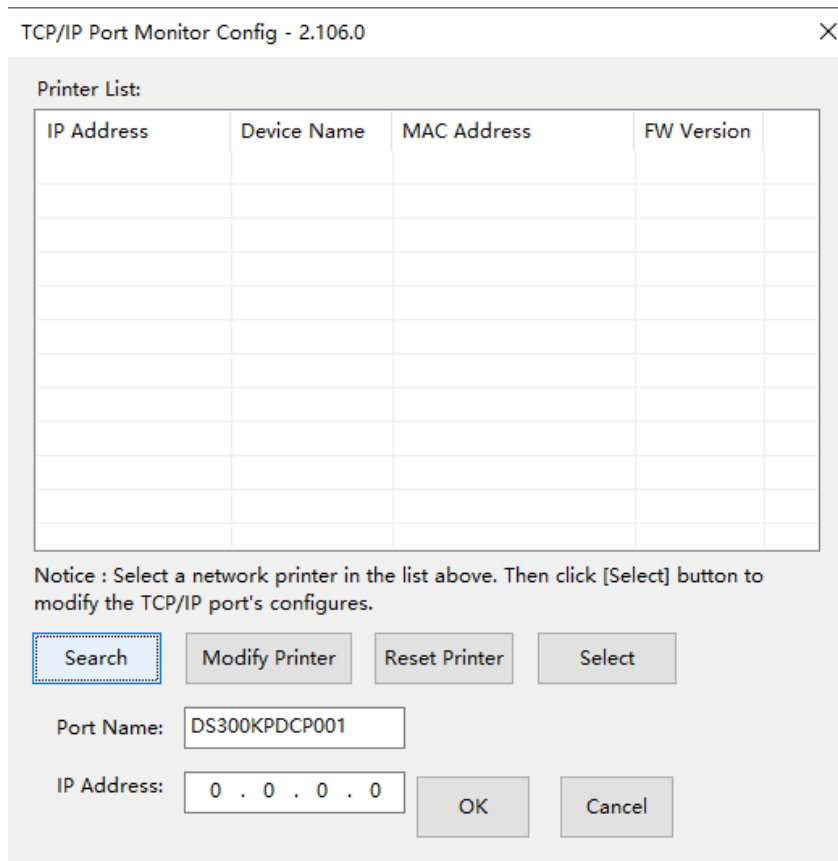 TCP/IP Port Monitor Config - 2.106.0
Printer List:
IP Address Device Name MAC Address FW Version
Notice : Select a network printer in the list above. Then click [Select] button to
modify the TCP/IP port's configures.
Search Modify Printer Reset Printer Select
Port Name: DS300KPDCP001
IP Address: 0 . 0 . 0 . 0
OK Cancel